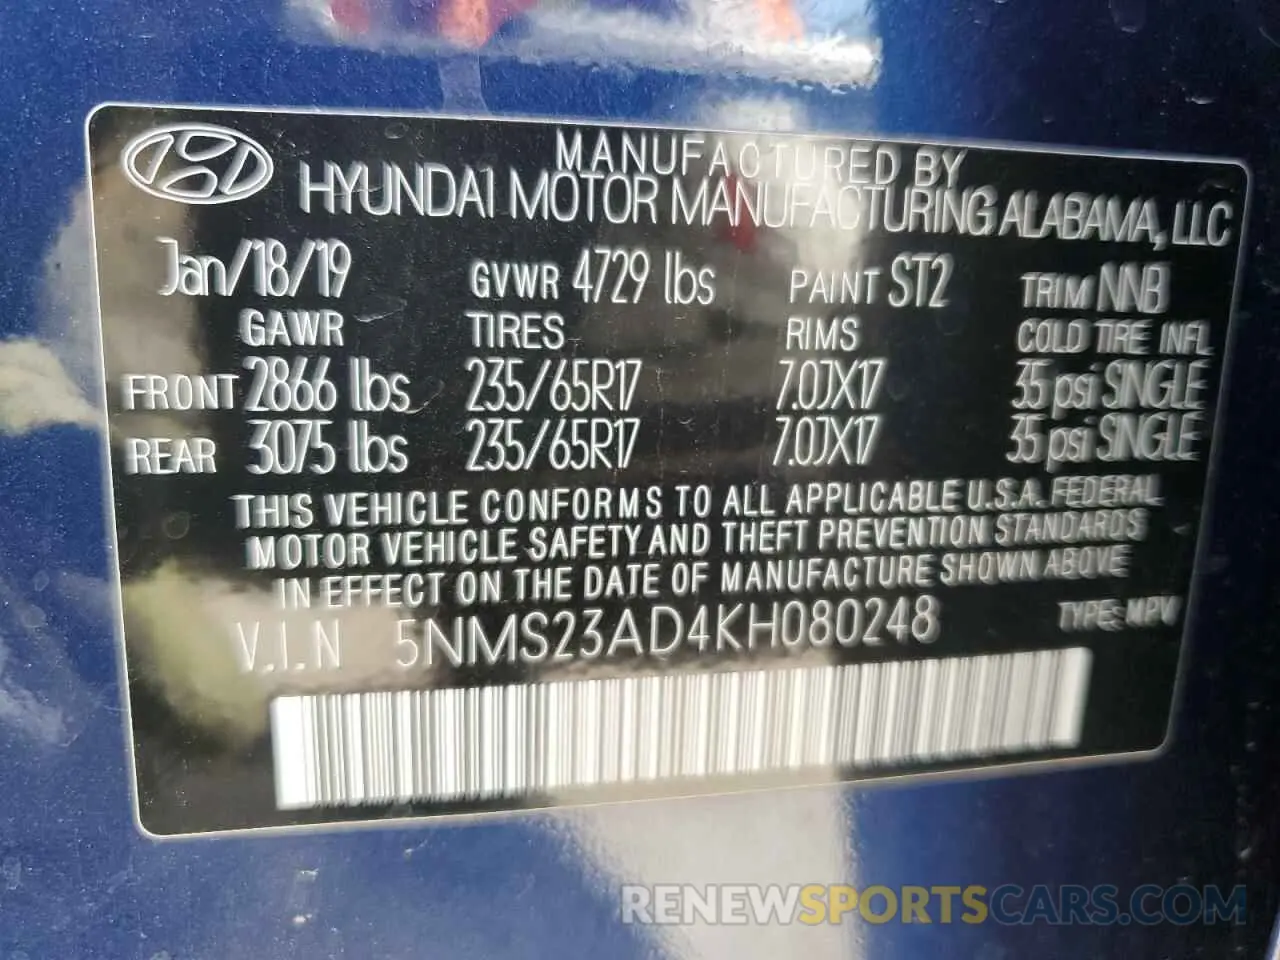 MANUFACTURED BY
HYUNDAI MOTOR MANUFACTURING ALABAMA, LLC
Jan/18/19 GVWR 4729 lbs PAINT ST2 TRIM NNB
GAWR TIRES RIMS COLD TIRE INFL
FRONT 2866 lbs 235/65R17 7.0JX17 35 psi SNGLE
REAR 3075 lbs 235/65R17 7.0JX17 35 psi SINGLE
THIS VEHICLE CONFORMS TO ALL APPLICABLE U.S.A. FEDERAL
MOTOR VEHICLE SAFETY AND THEFT PREVENTION STANDARDS
IN EFFECT ON THE DATE OF MANUFACTURE SHOWN ABOVE
V.I.N 5NMS23AD4KH080248 TYPE: MPV
RENEWSPORTSCARS.COM LLC